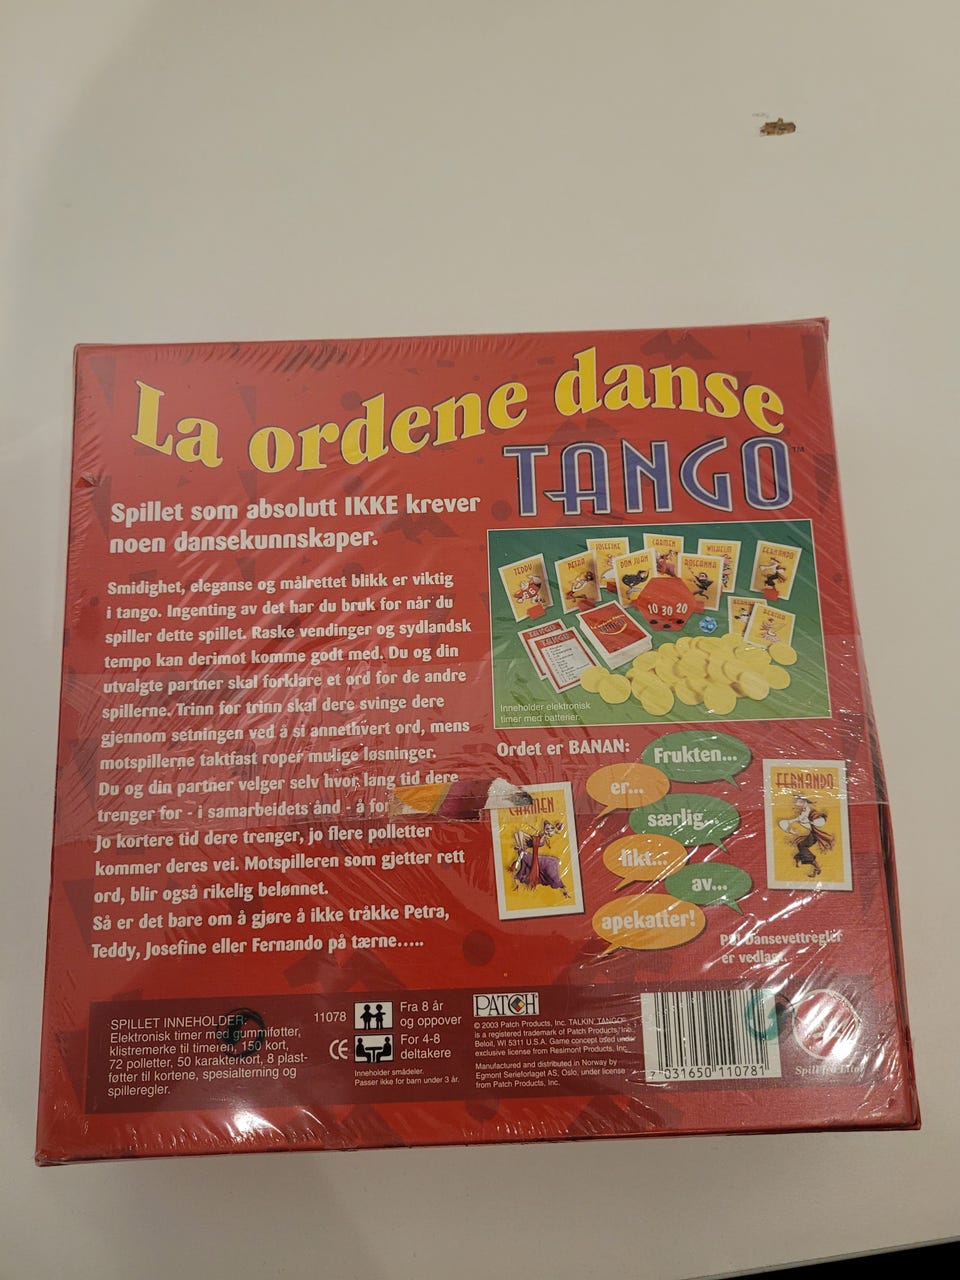 La ordene danse
TANGO™
Spillet som absolutt IKKE krever
noen dansekunnskaper.
Smidighet, eleganse og målrettet blikk er viktig
i tango. Ingenting av det har du bruk for når du
spiller dette spillet. Raske vendinger og sydlandsk
tempo kan derimot komme godt med. Du og din
utvalgte partner skal forklare et ord for de andre
spillerne. Trinn for trinn skal dere svinge dere
gjennom setningen ved å si annethvert ord, mens
motspillerne taktfast roper mulige løsninger.
Du og din partner velger selv hvor lang tid dere
trenger for - i samarbeidets ånd - å for
Jo kortere tid dere trenger, jo flere polletter
kommer deres vei. Motspilleren som gjetter rett
ord, blir også rikelig belønnet.
Så er det bare om å gjøre å ikke tråkke Petra,
Teddy, Josefine eller Fernando på tærne.....
TEDDY
PETRA
JOSEFINE
DON JUAN
CARMEN
ROSEANNA
WILHELM
FERNANDO
10 30 20
TANGO
Inneholder elektronisk
timer med batterier.
Ordet er BANAN:
Frukten...
er...
særlig...
likt...
av...
apekatter!
CARMEN
FERNANDO
PS! Dansevettregler
er vedlagt.
SPILLET INNEHOLDER:
Elektronisk timer med gummiføtter,
klistremerke til timeren, 150 kort,
72 polletter, 50 karakterkort, 8 plast-
føtter til kortene, spesialterning og
spilleregler.
11078
CE
Fra 8 år
og oppover
For 4-8
deltakere
Inneholder smådeler.
Passer ikke for barn under 3 år.
PATCH
© 2003 Patch Products, Inc. TALKIN' TANGO™
is a registered trademark of Patch Products, Inc.
Beloit, WI 5311 U.S.A. Game concept used under
exclusive license from Resimont Products, Inc.
Manufactured and distributed in Norway by
Egmont Serieforlaget AS, Oslo, under license
from Patch Products, Inc.
7 031650 110781
Spill fra